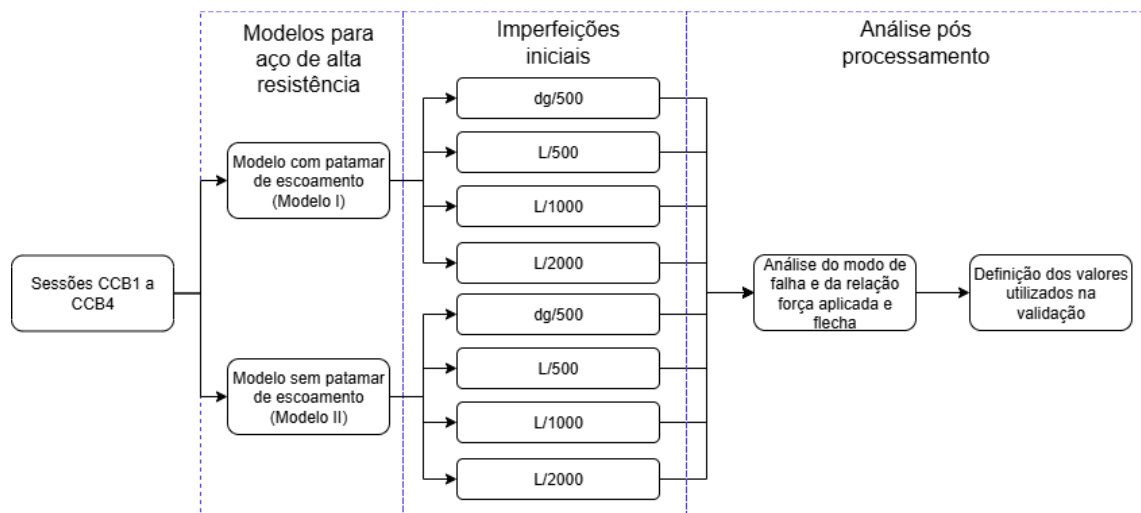 Modelos para
aço de alta
resistência
Imperfeições
iniciais
Análise pós
processamento
Sessões CCB1 a
CCB4
Modelo com patamar
de escoamento
(Modelo I)
Modelo sem patamar
de escoamento
(Modelo II)
dg/500
L/500
L/1000
L/2000
dg/500
L/500
L/1000
L/2000
Análise do modo de
falha e da relação
força aplicada e
flecha
Definição dos valores
utilizados na
validação